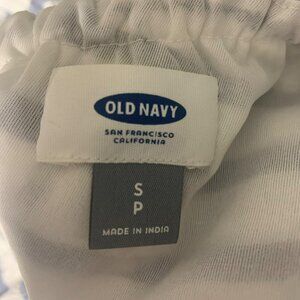 OLD NAVY
SAN FRANCISCO
CALIFORNIA
S
P
MADE IN INDIA